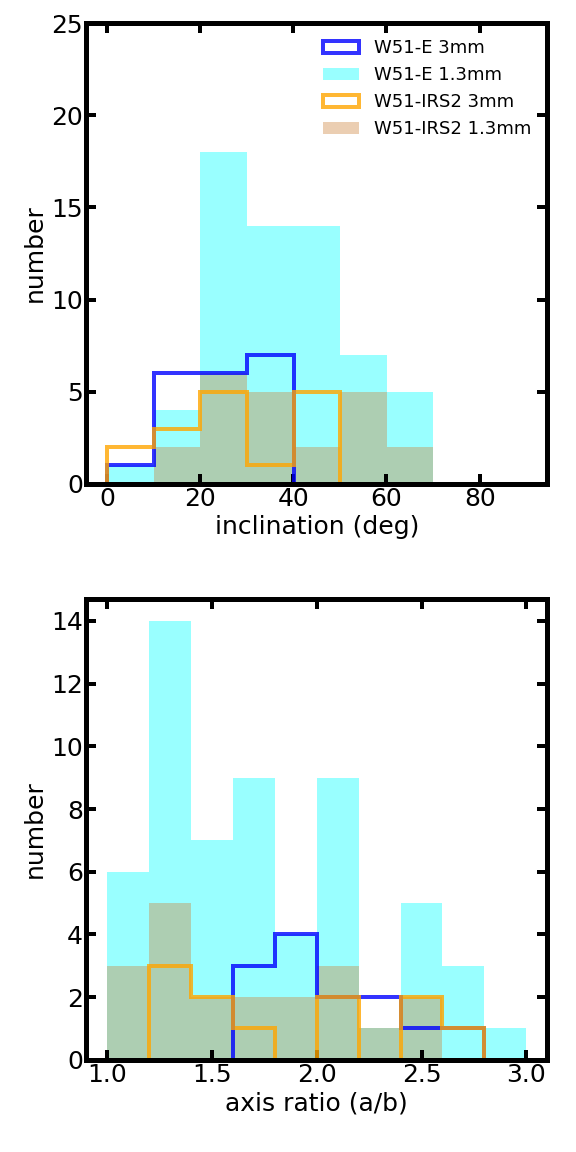 25
20
15
10
5
0
number
W51-E 3mm
W51-E 1.3mm
W51-IRS2 3mm
W51-IRS2 1.3mm
0 20 40 60 80
inclination (deg)
14
12
10
8
6
4
2
0
number
1.0 1.5 2.0 2.5 3.0
axis ratio (a/b)